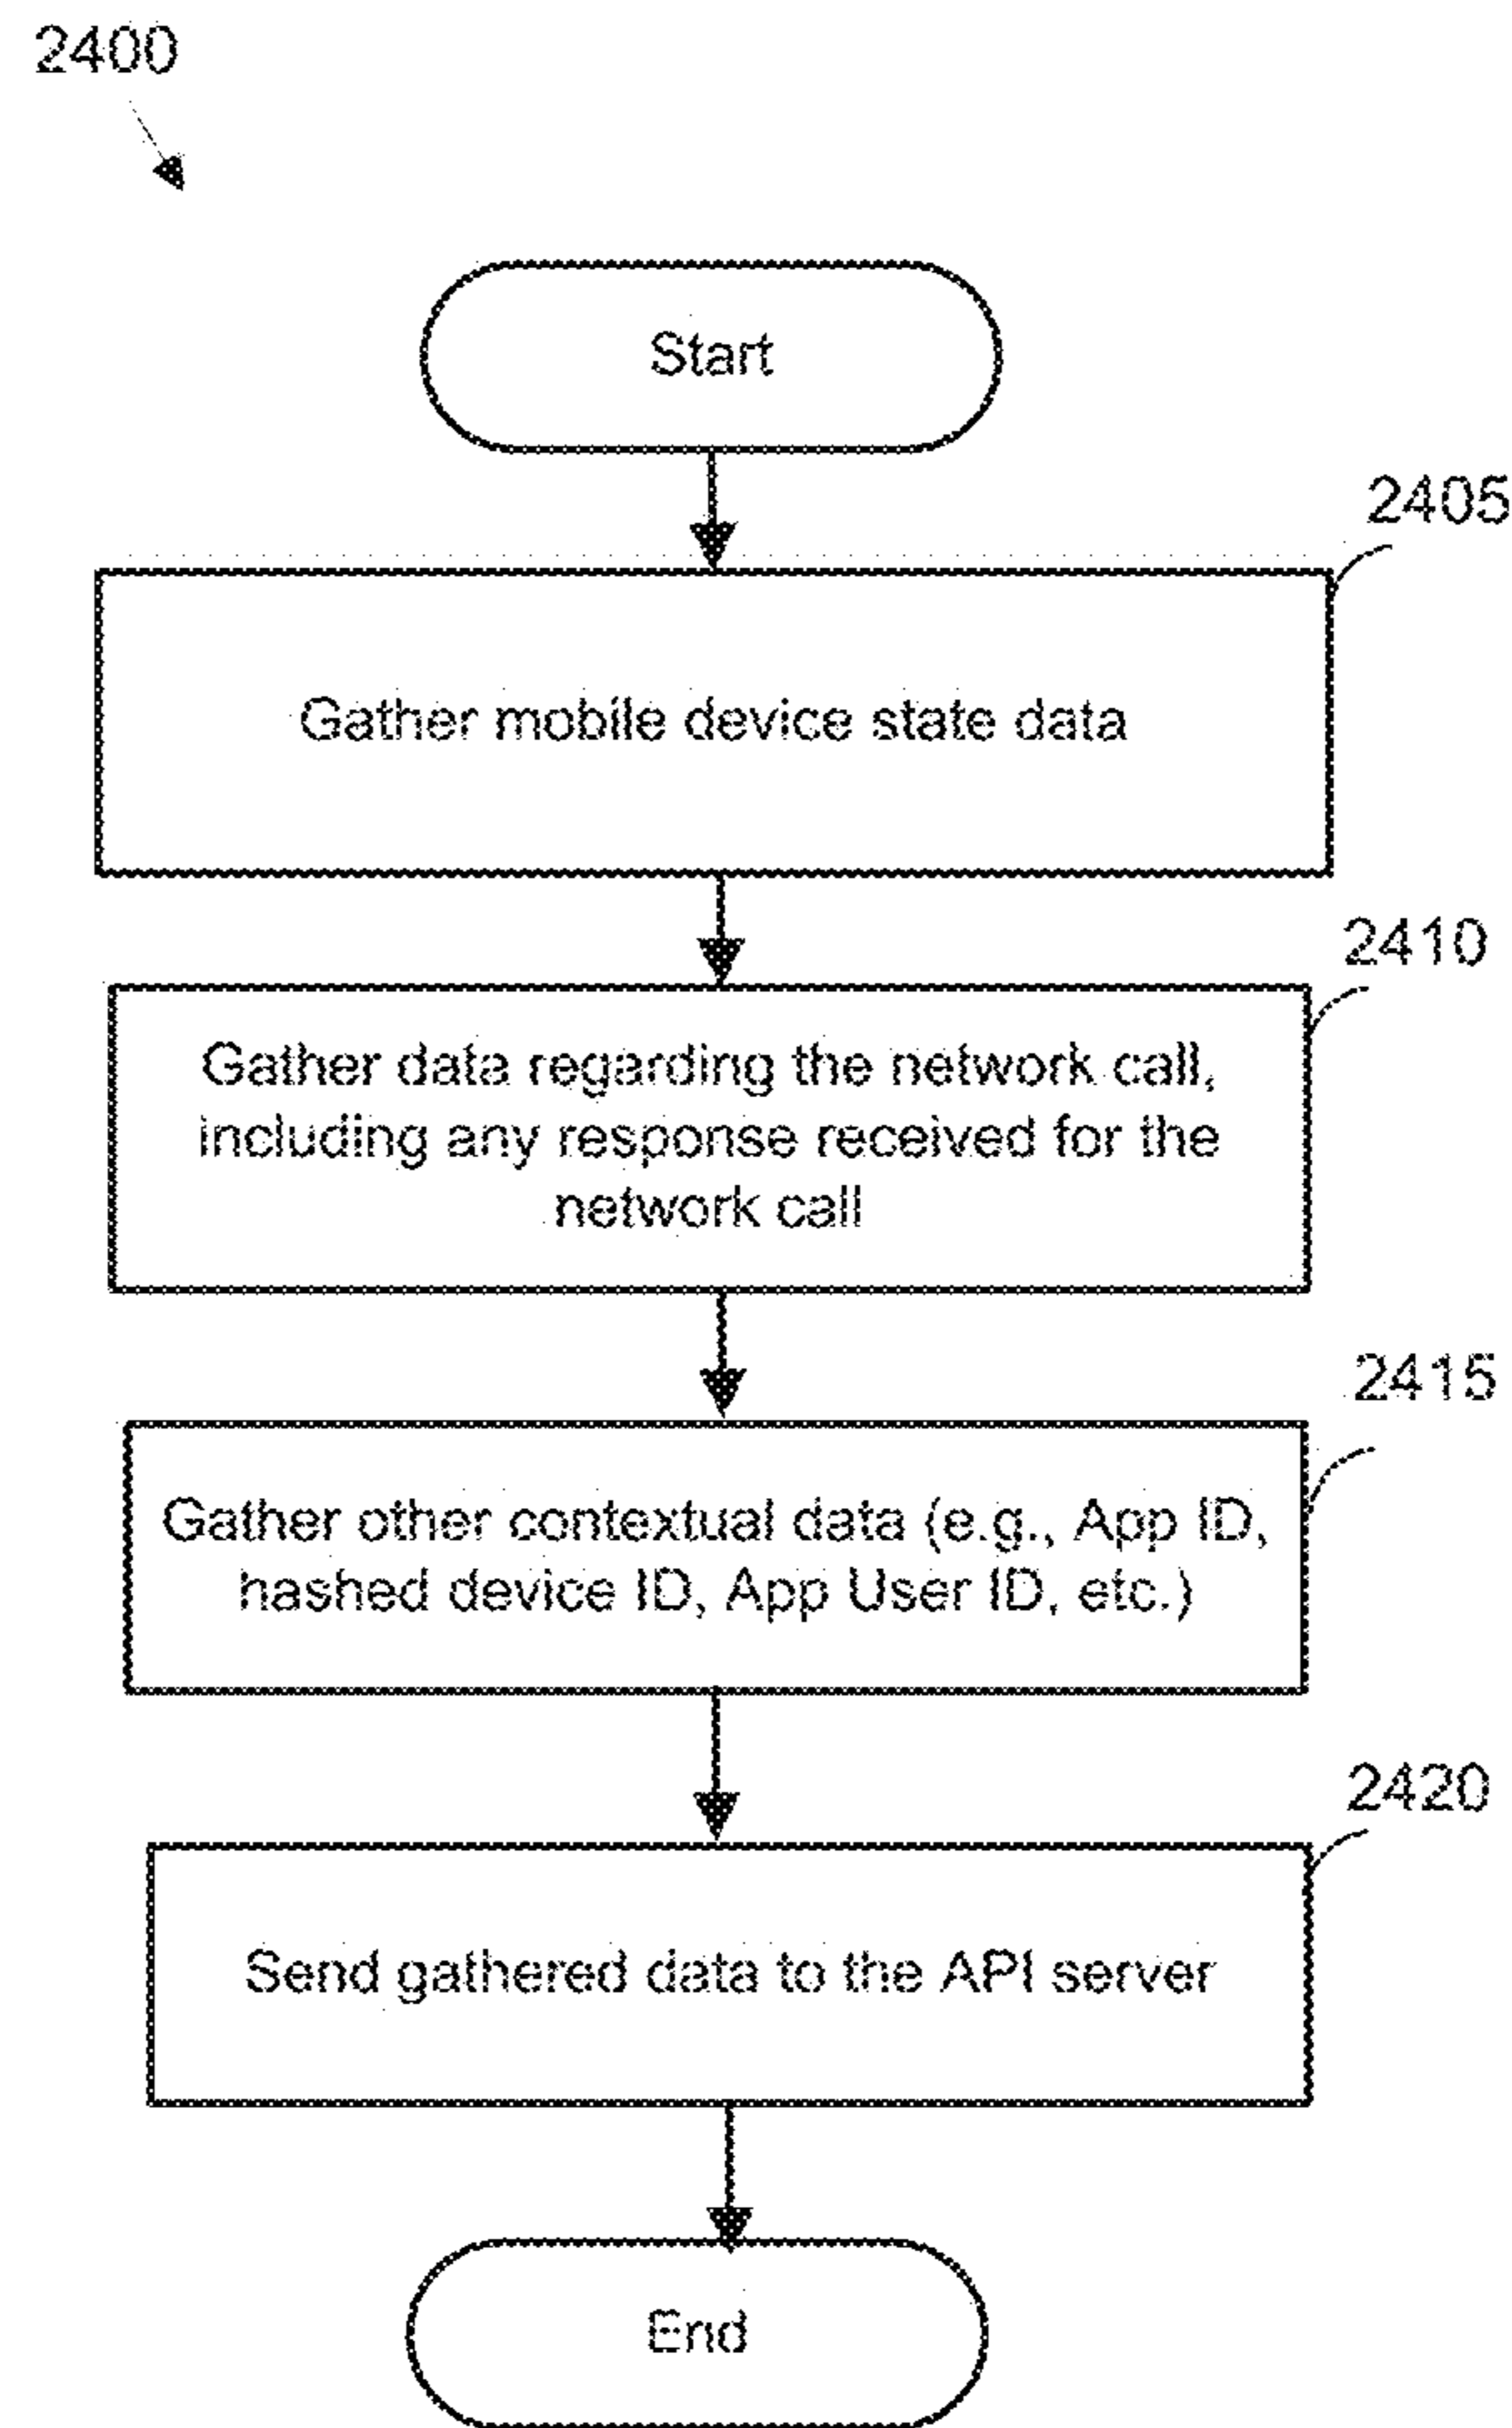 2400
Start
2405
Gather mobile device state data
2410
Gather data regarding the network call,
including any response received for the
network call
2415
Gather other contextual data (e.g., App ID,
hashed device ID, App User ID, etc.)
2420
Send gathered data to the API server
End